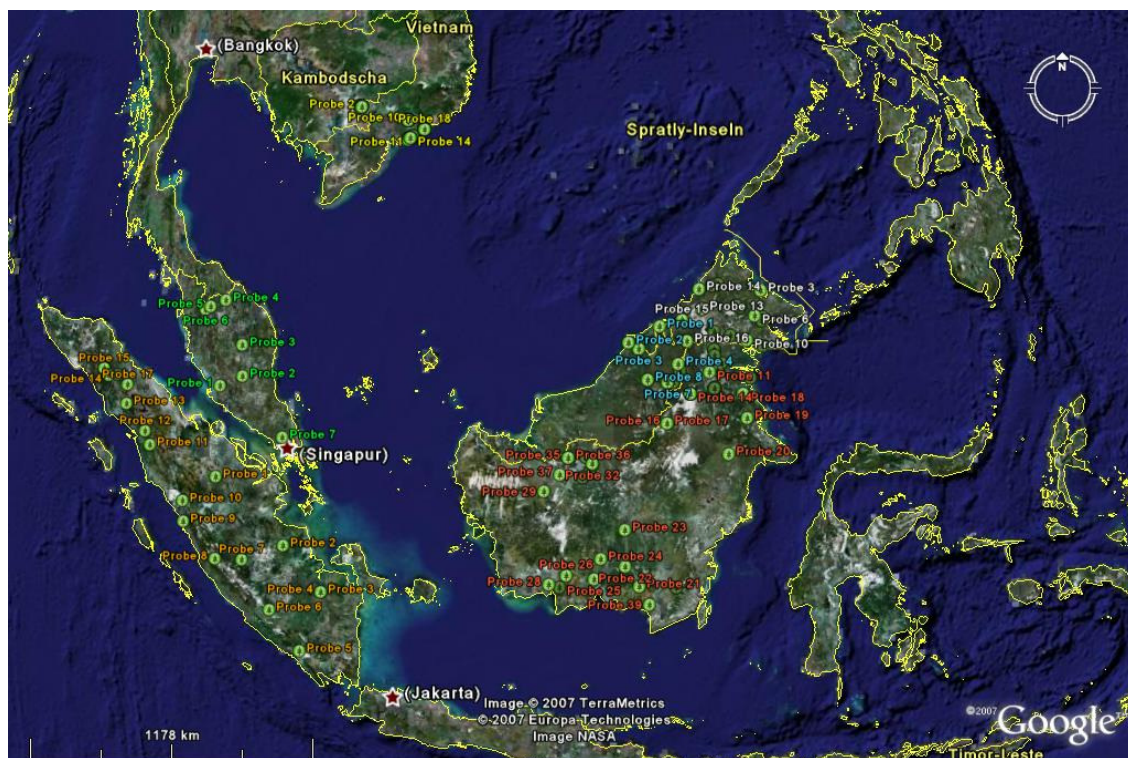 Vietnam
(Bangkok)
N
Kambodscha
Probe 2
Probe 18
Probe 11
Probe 14
Spratly-Inseln
Probe 14
Probe 3
Probe 5
Probe 4
Probe 6
Probe 15
Probe 13
Probe 6
Probe 1
Probe 2
Probe 16
Probe 10
Probe 3
Probe 3
Probe 4
Probe 15
Probe 14
Probe 17
Probe 1
Probe 2
Probe 8
Probe 11
Probe 7
Probe 14
Probe 18
Probe 13
Probe 12
Probe 11
Probe 7
(Singapur)
Probe 16
Probe 17
Probe 19
Probe 20
Probe 35
Probe 36
Probe 37
Probe 32
Probe 29
Probe 10
Probe 9
Probe 23
Probe 8
Probe 7
Probe 2
Probe 24
Probe 26
Probe 4
Probe 3
Probe 28
Probe 22
Probe 21
Probe 25
Probe 6
Probe 39
Probe 5
(Jakarta)
Image © 2007 TerraMetrics
© 2007 Europa Technologies
Image NASA
©2007 Google™
1178 km
Timor-Leste